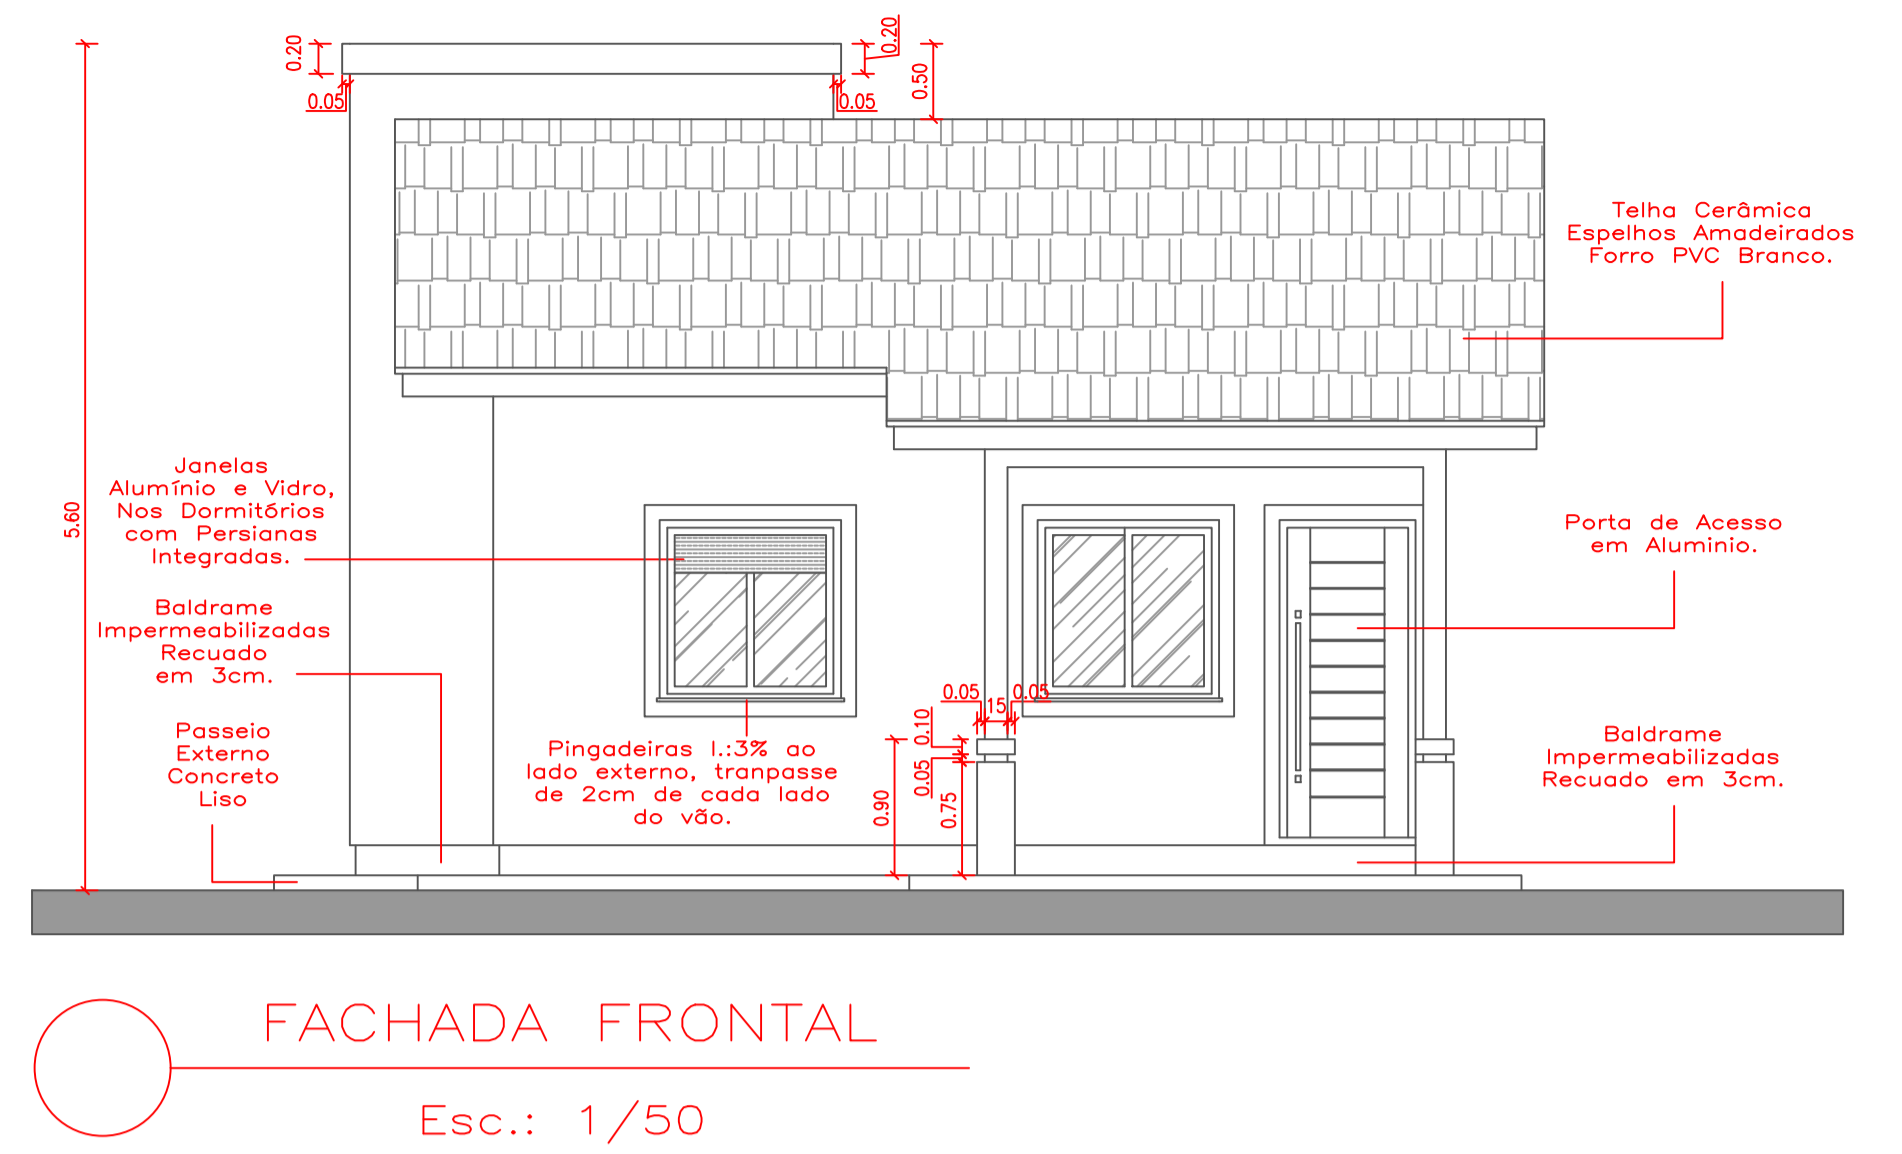 0.20
0.20
0.50
0.05
0.05
Telha Cerâmica
Espelhos Amadeirados
Forro PVC Branco.
5.60
Janelas
Alumínio e Vidro,
Nos Dormitórios
com Persianas
Integradas.
Porta de Acesso
em Aluminio.
Baldrame
Impermeabilizadas
Recuado
em 3cm.
Passeio
Externo
Concreto
Liso
Pingadeiras I.:3% ao
lado externo, tranpasse
de 2cm de cada lado
do vão.
0.05
15
0.05
0.10
0.05
0.90
0.75
Baldrame
Impermeabilizadas
Recuado em 3cm.
FACHADA FRONTAL
Esc.: 1/50